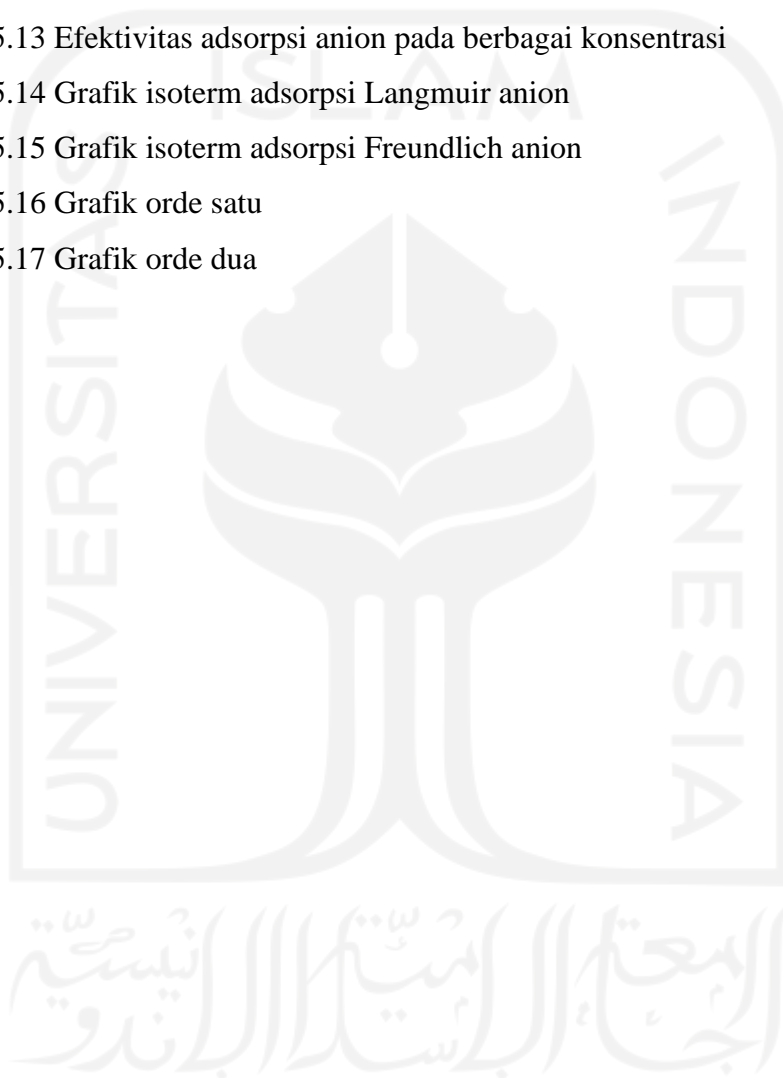 5.13 Efektivitas adsorpsi anion pada berbagai konsentrasi
5.14 Grafik isoterm adsorpsi Langmuir anion
5.15 Grafik isoterm adsorpsi Freundlich anion
5.16 Grafik orde satu
5.17 Grafik orde dua
ISLAM
UNIVERSITAS
INDONESIA